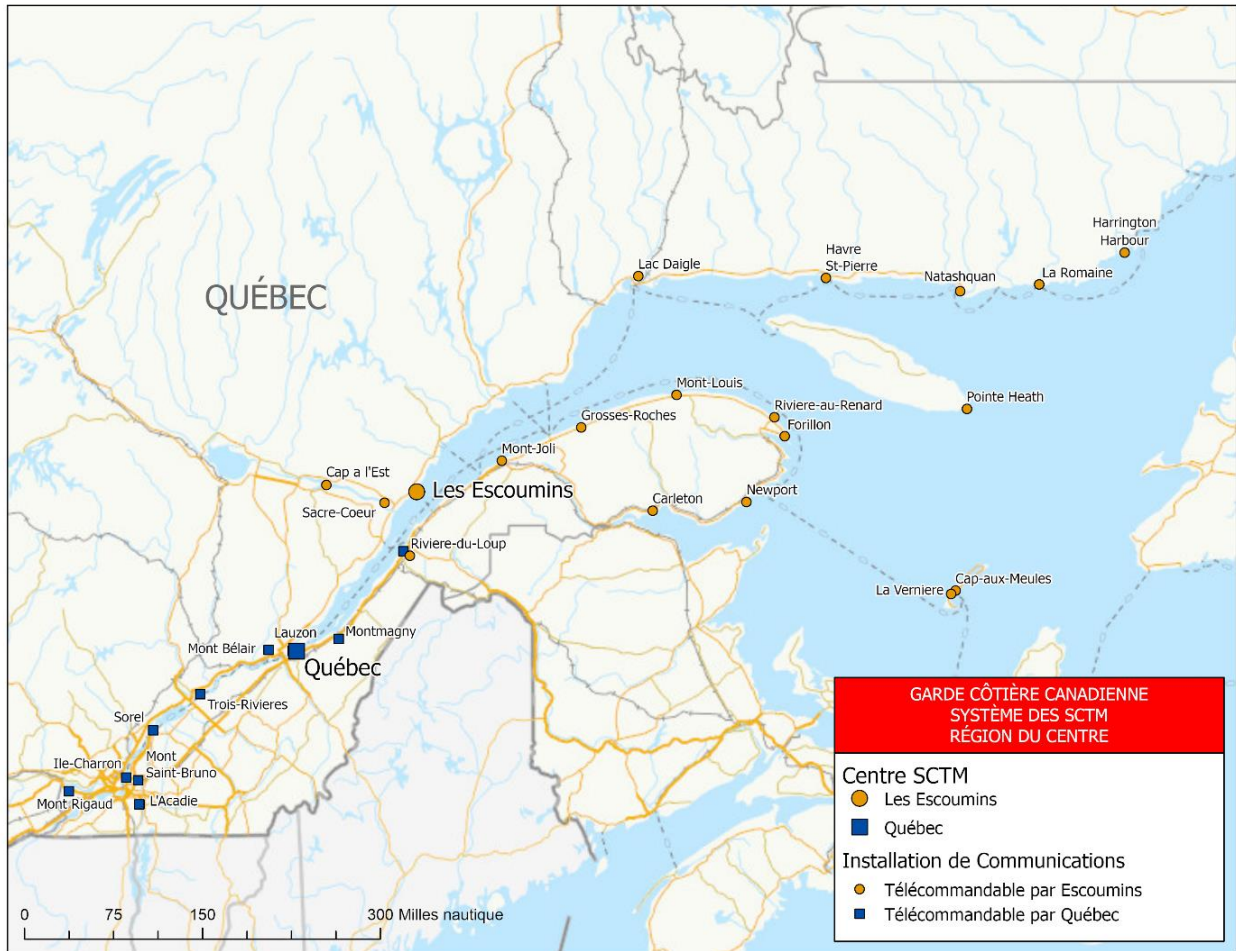 Harrington
Harbour
Havre
St-Pierre
Lac Daigle
La Romaine
Natashquan
QUÉBEC
Mont-Louis
Pointe Heath
Riviere-au-Renard
Grosses-Roches
Forillon
Mont-Joli
Cap a l'Est
Les Escoumins
Sacre-Coeur
Carleton
Newport
Riviere-du-Loup
Cap-aux-Meules
La Verniere
Lauzon
Montmagny
Mont Bélair
Québec
Trois-Rivieres
Sorel
Ile-Charron
Mont
Saint-Bruno
Mont Rigaud
L'Acadie
GARDE CÔTIÈRE CANADIENNE
SYSTÈME DES SCTM
RÉGION DU CENTRE
Centre SCTM
Les Escoumins
Québec
Installation de Communications
Télécommandable par Escoumins
Télécommandable par Québec
0 75 150 300 Milles nautique